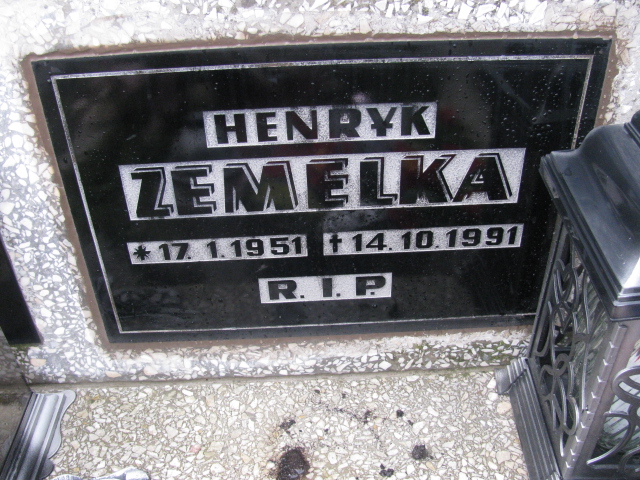 HENRYK
ZEMELKA
* 17. 1. 1951 † 14. 10. 1991
R. I. P.